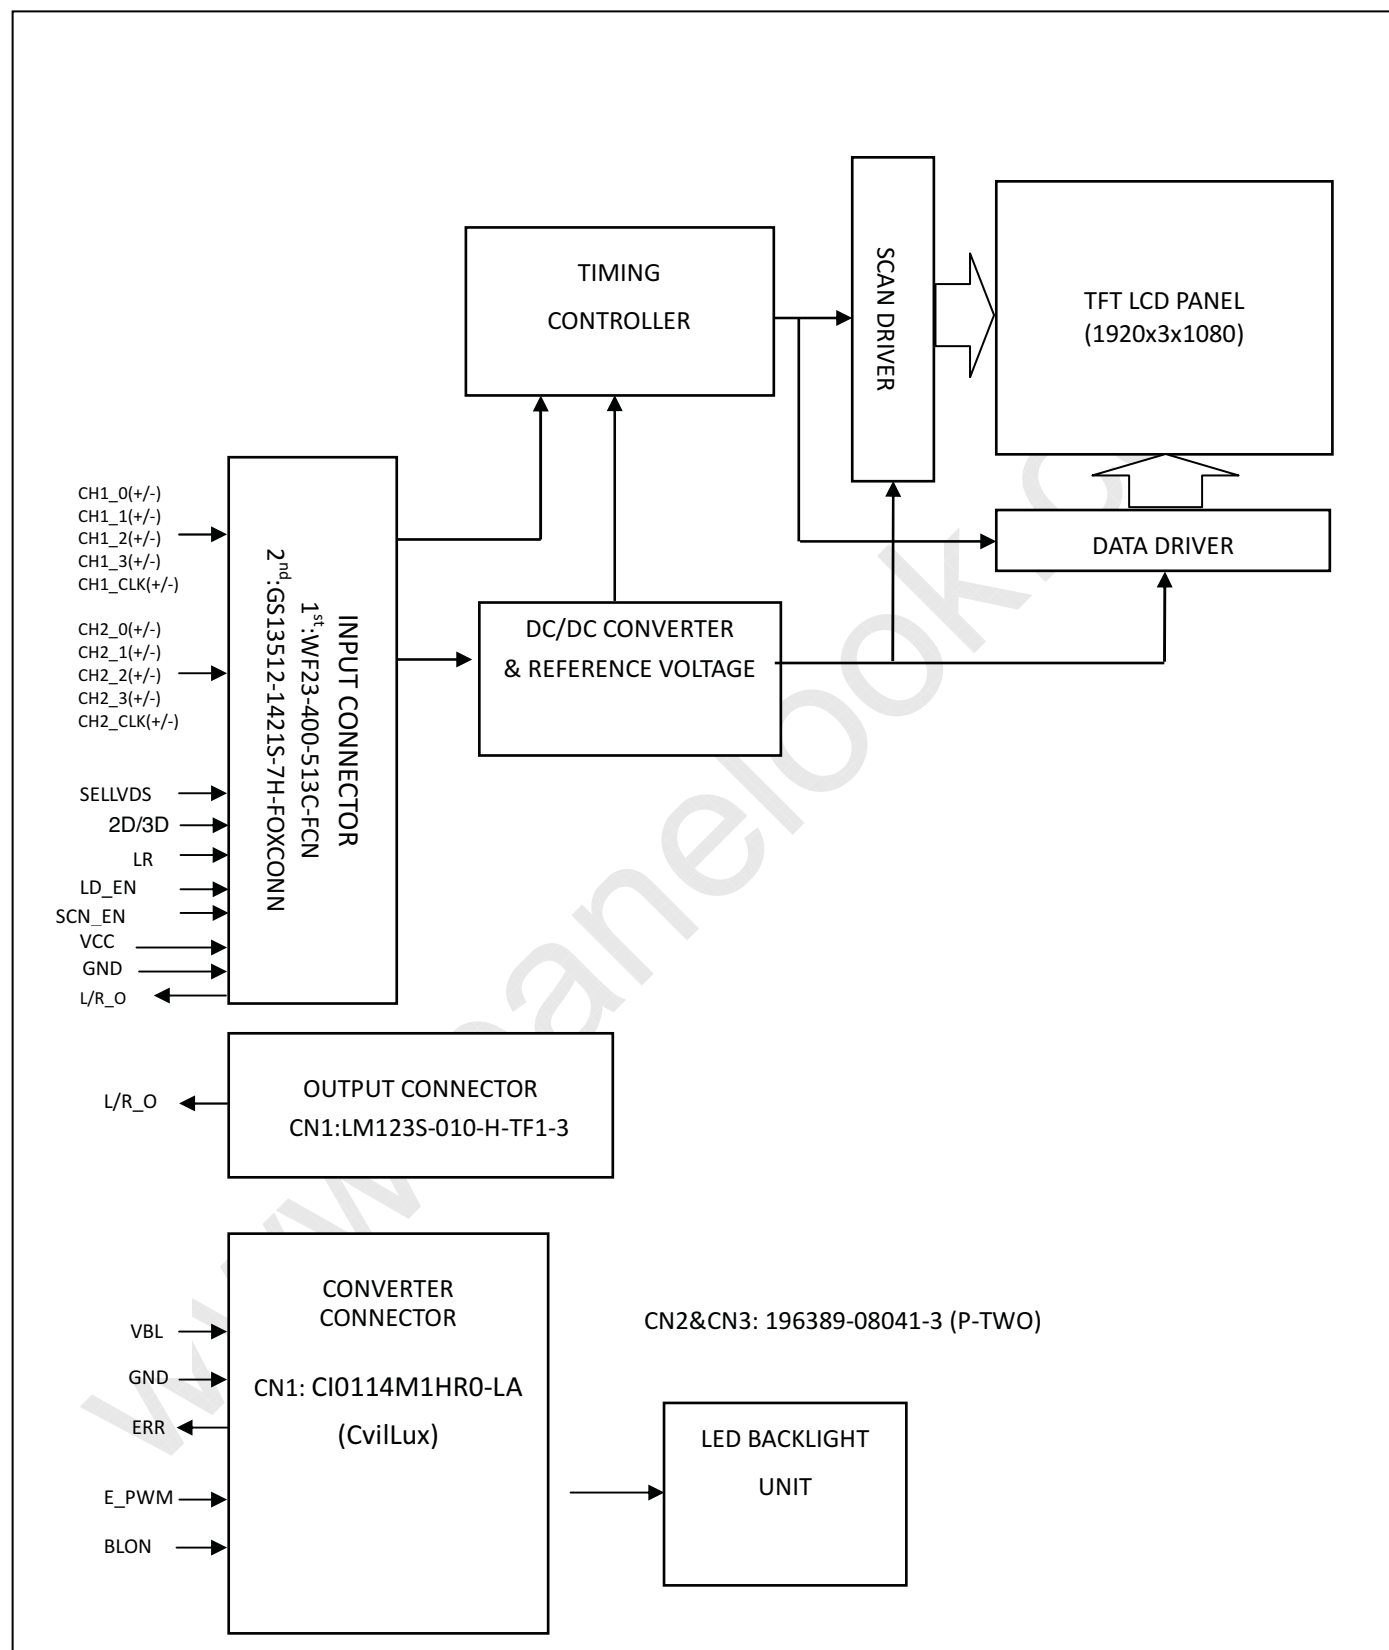 TIMING
CONTROLLER
SCAN DRIVER
TFT LCD PANEL
(1920x3x1080)
DATA DRIVER
CH1_0(+/-)
CH1_1(+/-)
CH1_2(+/-)
CH1_3(+/-)
CH1_CLK(+/-)
CH2_0(+/-)
CH2_1(+/-)
CH2_2(+/-)
CH2_3(+/-)
CH2_CLK(+/-)
SELLVDS
2D/3D
LR
LD_EN
SCN_EN
VCC
GND
L/R_O
INPUT CONNECTOR
1st:WF23-400-513C-FCN
2nd:GS13512-1421S-7H-FOXCONN
DC/DC CONVERTER
& REFERENCE VOLTAGE
L/R_O
OUTPUT CONNECTOR
CN1:LM123S-010-H-TF1-3
VBL
GND
ERR
E_PWM
BLON
CONVERTER
CONNECTOR
CN1: CI0114M1HR0-LA
(CvilLux)
CN2&CN3: 196389-08041-3 (P-TWO)
LED BACKLIGHT
UNIT